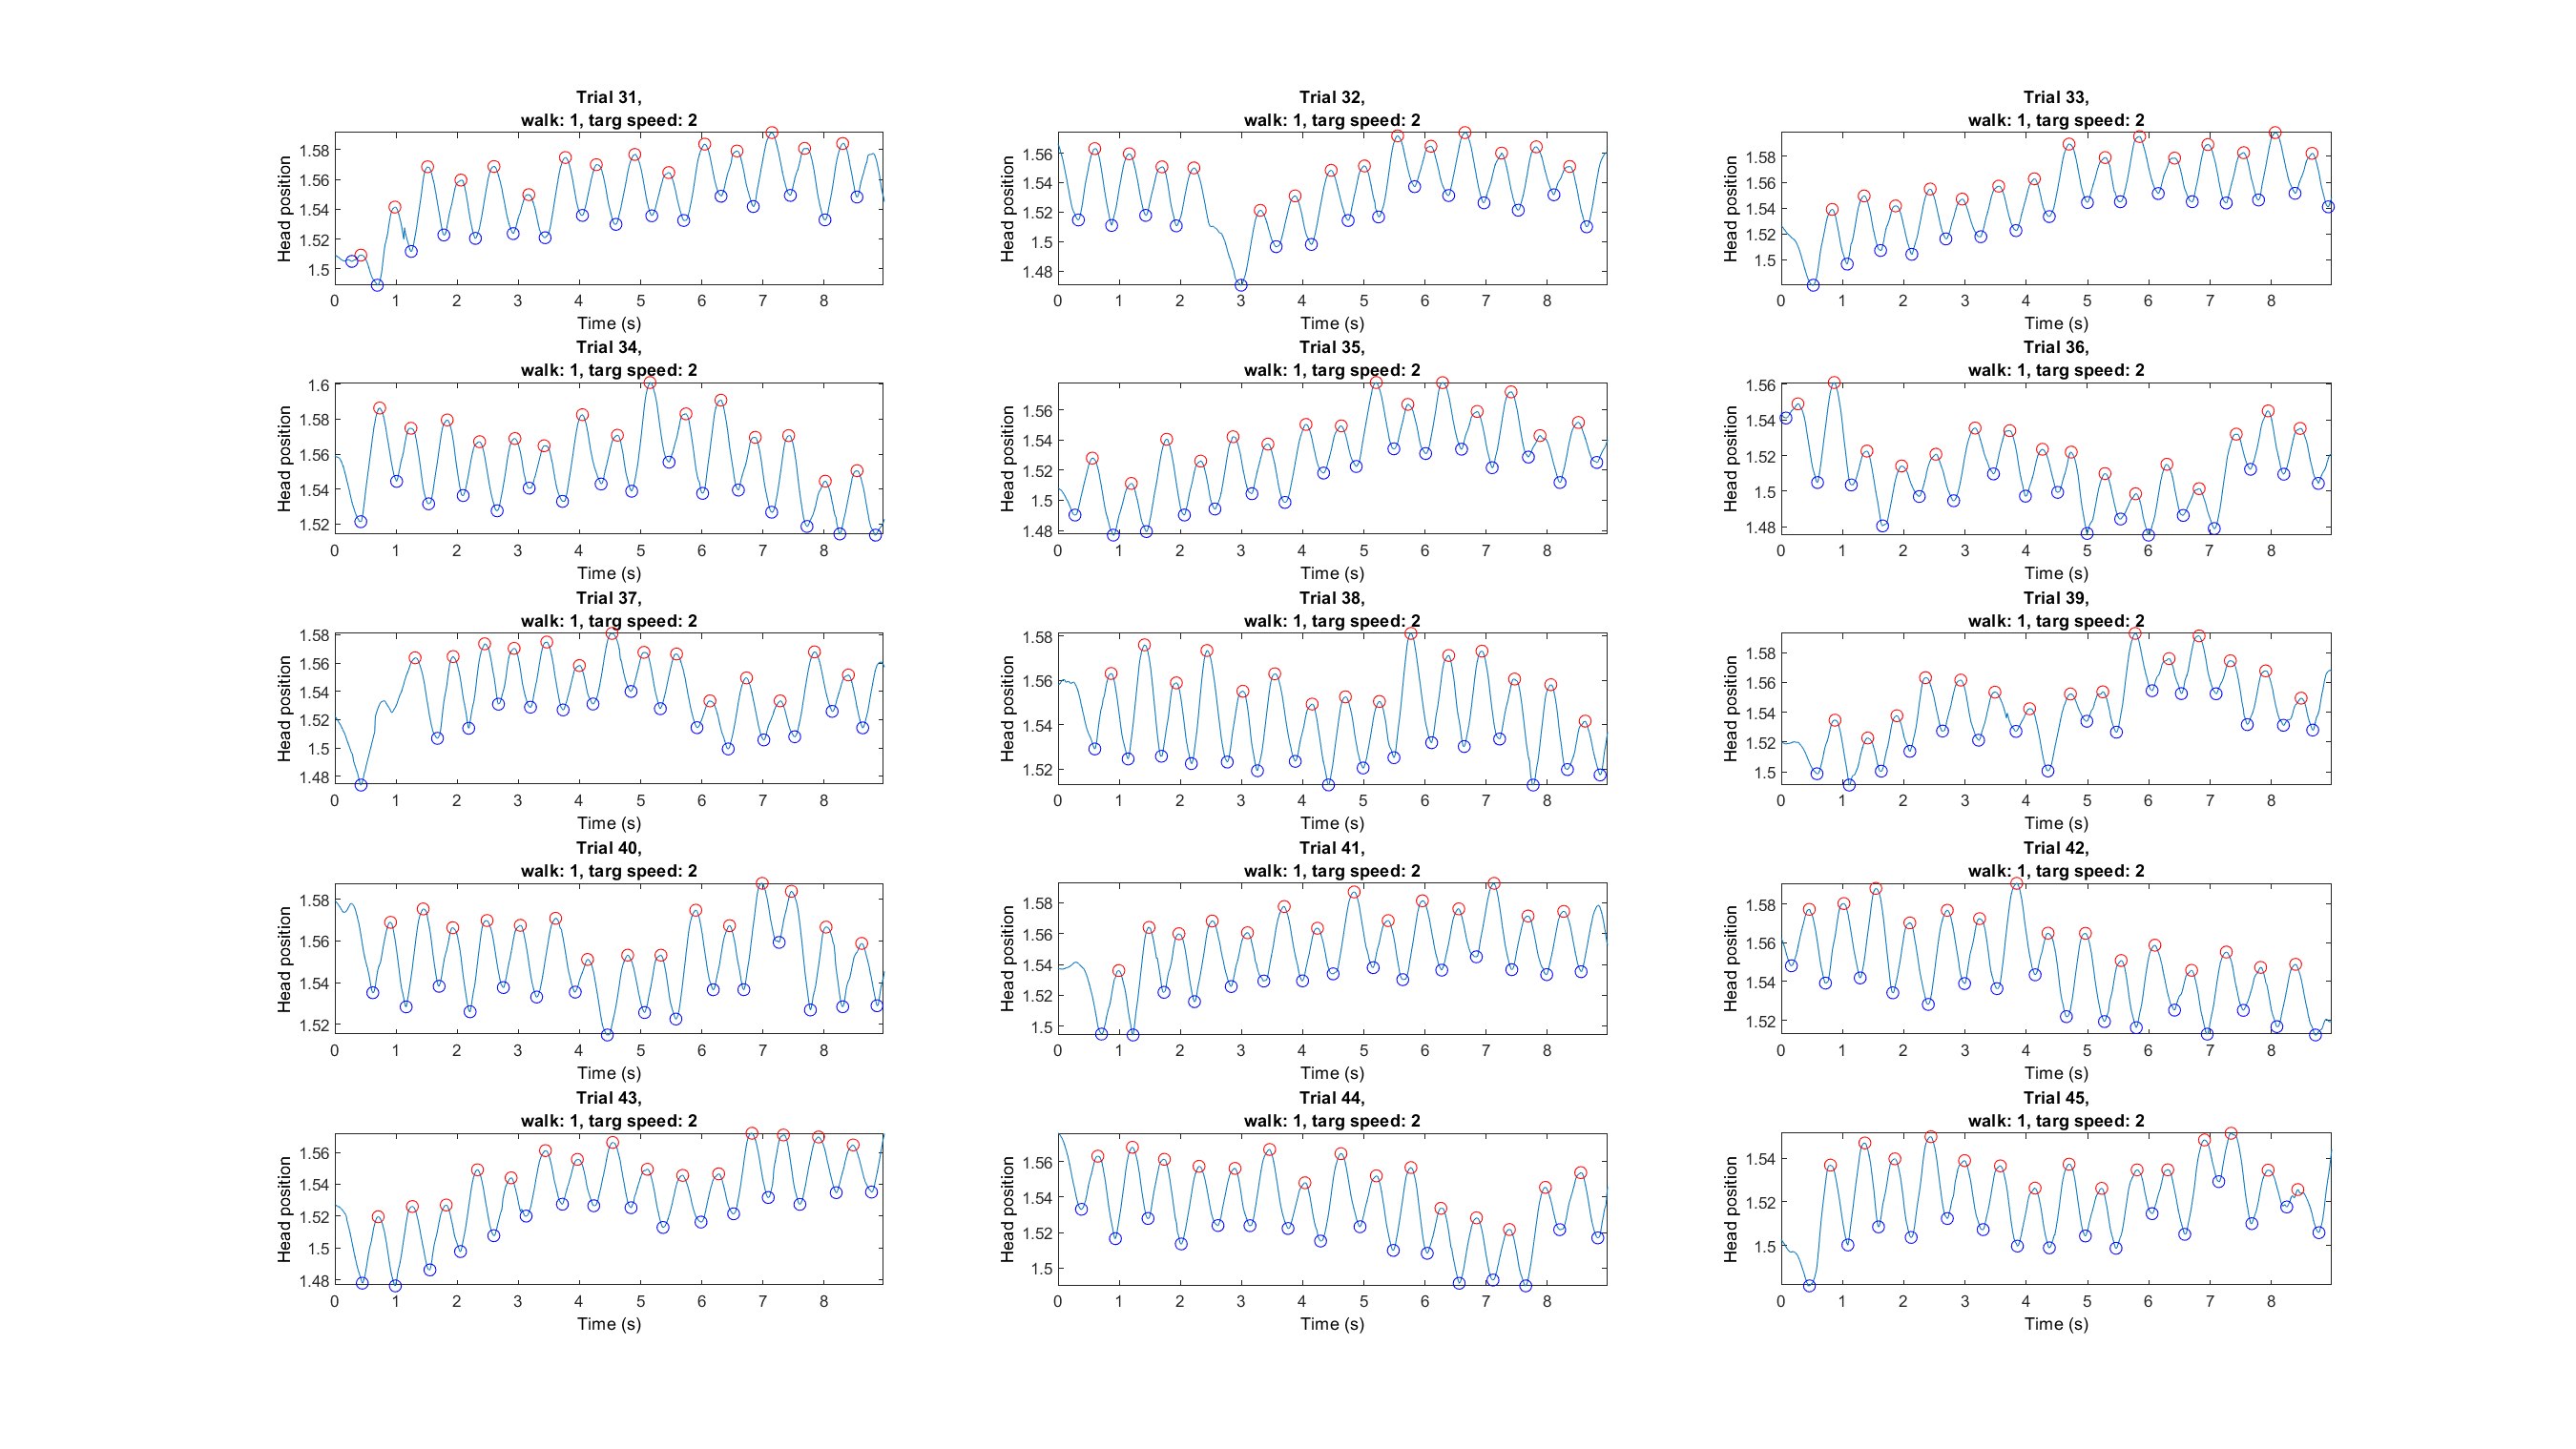 Trial 31,
walk: 1, targ speed: 2
Head position
1.58
1.56
1.54
1.52
1.5
0 1 2 3 4 5 6 7 8
Time (s)
Trial 32,
walk: 1, targ speed: 2
Head position
1.56
1.54
1.52
1.5
1.48
0 1 2 3 4 5 6 7 8
Time (s)
Trial 33,
walk: 1, targ speed: 2
Head position
1.58
1.56
1.54
1.52
1.5
0 1 2 3 4 5 6 7 8
Time (s)
Trial 34,
walk: 1, targ speed: 2
Head position
1.6
1.58
1.56
1.54
1.52
0 1 2 3 4 5 6 7 8
Time (s)
Trial 35,
walk: 1, targ speed: 2
Head position
1.56
1.54
1.52
1.5
1.48
0 1 2 3 4 5 6 7 8
Time (s)
Trial 36,
walk: 1, targ speed: 2
Head position
1.56
1.54
1.52
1.5
1.48
0 1 2 3 4 5 6 7 8
Time (s)
Trial 37,
walk: 1, targ speed: 2
Head position
1.58
1.56
1.54
1.52
1.5
1.48
0 1 2 3 4 5 6 7 8
Time (s)
Trial 38,
walk: 1, targ speed: 2
Head position
1.58
1.56
1.54
1.52
0 1 2 3 4 5 6 7 8
Time (s)
Trial 39,
walk: 1, targ speed: 2
Head position
1.58
1.56
1.54
1.52
1.5
0 1 2 3 4 5 6 7 8
Time (s)
Trial 40,
walk: 1, targ speed: 2
Head position
1.58
1.56
1.54
1.52
0 1 2 3 4 5 6 7 8
Time (s)
Trial 41,
walk: 1, targ speed: 2
Head position
1.58
1.56
1.54
1.52
1.5
0 1 2 3 4 5 6 7 8
Time (s)
Trial 42,
walk: 1, targ speed: 2
Head position
1.58
1.56
1.54
1.52
0 1 2 3 4 5 6 7 8
Time (s)
Trial 43,
walk: 1, targ speed: 2
Head position
1.56
1.54
1.52
1.5
1.48
0 1 2 3 4 5 6 7 8
Time (s)
Trial 44,
walk: 1, targ speed: 2
Head position
1.56
1.54
1.52
1.5
0 1 2 3 4 5 6 7 8
Time (s)
Trial 45,
walk: 1, targ speed: 2
Head position
1.54
1.52
1.5
0 1 2 3 4 5 6 7 8
Time (s)